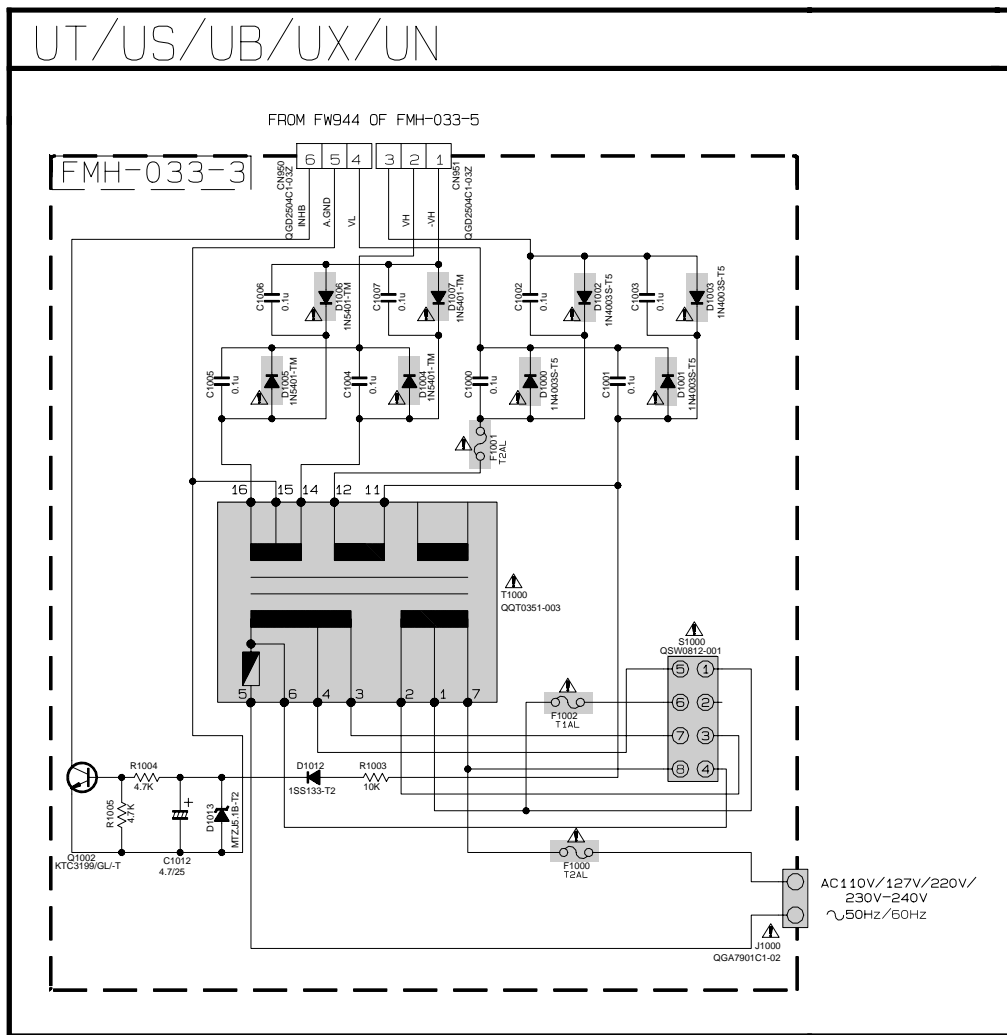 UT/US/UB/UX/UN
FROM FW944 OF FMH-033-5
FMH-033-3
CN950
QGD2504C1-03Z
6 5 4
3 2 1
CN951
QGD2504C1-03Z
INHB
A.GND
VL
VH
-VH
C1006
0.1u
D1006
1N5401-TM
C1007
0.1u
D1007
1N5401-TM
C1002
0.1u
D1002
1N4003S-T5
C1003
0.1u
D1003
1N4003S-T5
C1005
0.1u
D1005
1N5401-TM
C1004
0.1u
D1004
1N5401-TM
C1000
0.1u
D1000
1N4003S-T5
C1001
0.1u
D1001
1N4003S-T5
F1001
T2AL
16 15 14 12 11
T1000
QQT0351-003
5 6 4 3 2 1 7
S1000
QSW0812-001
5 1
6 2
7 3
8 4
F1002
T1AL
R1004
4.7K
D1012
1SS133-T2
R1003
10K
R1005
4.7K
D1013
MTZJ5.1B-T2
+
Q1002
KTC3199/GL/-T
C1012
4.7/25
F1000
T2AL
AC110V/127V/220V/
230V-240V
∿50Hz/60Hz
J1000
QGA7901C1-02